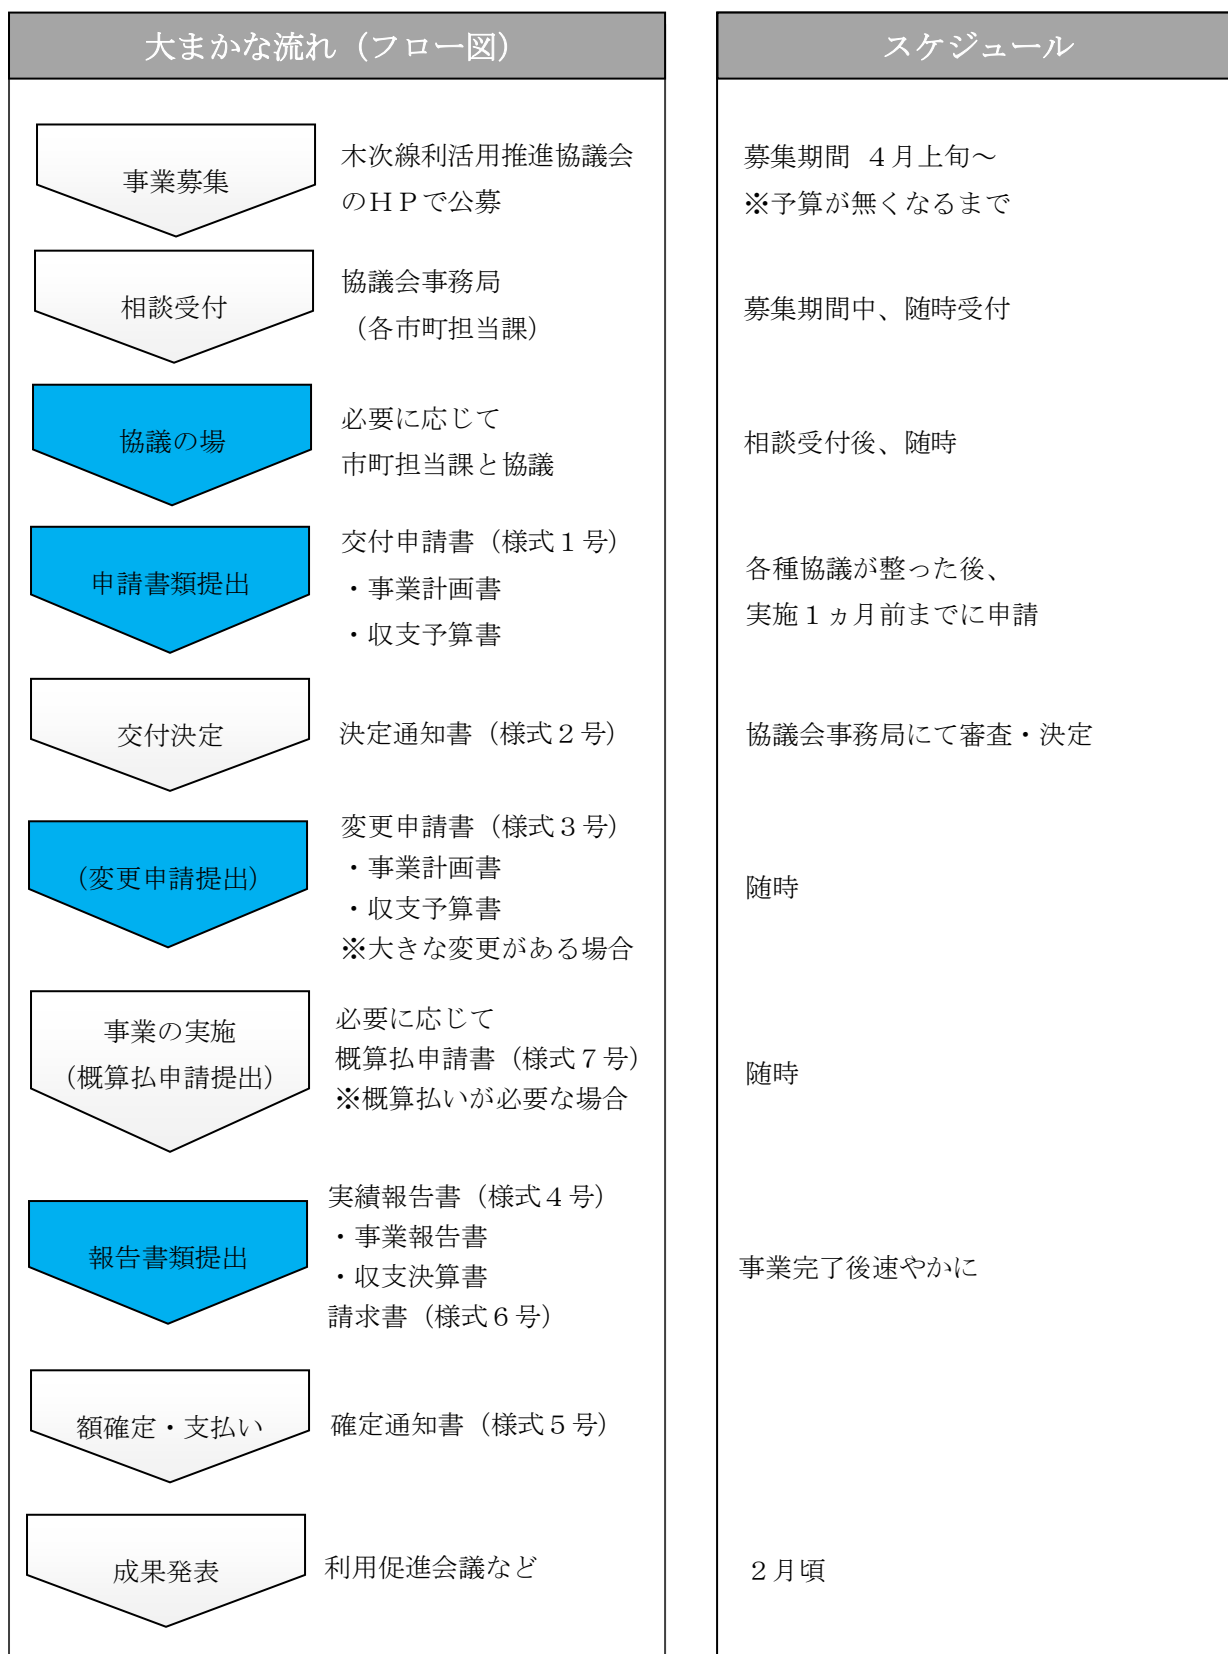 大まかな流れ（フロー図）
事業募集
木次線利活用推進協議会
のＨＰで公募
相談受付
協議会事務局
（各市町担当課）
協議の場
必要に応じて
市町担当課と協議
申請書類提出
交付申請書（様式１号）
・事業計画書
・収支予算書
交付決定
決定通知書（様式２号）
（変更申請提出）
変更申請書（様式３号）
・事業計画書
・収支予算書
※大きな変更がある場合
事業の実施
（概算払申請提出）
必要に応じて
概算払申請書（様式７号）
※概算払いが必要な場合
報告書類提出
実績報告書（様式４号）
・事業報告書
・収支決算書
請求書（様式６号）
額確定・支払い
確定通知書（様式５号）
成果発表
利用促進会議など
スケジュール
募集期間 ４月上旬～
※予算が無くなるまで
募集期間中、随時受付
相談受付後、随時
各種協議が整った後、
実施１ヵ月前までに申請
協議会事務局にて審査・決定
随時
随時
事業完了後速やかに
２月頃